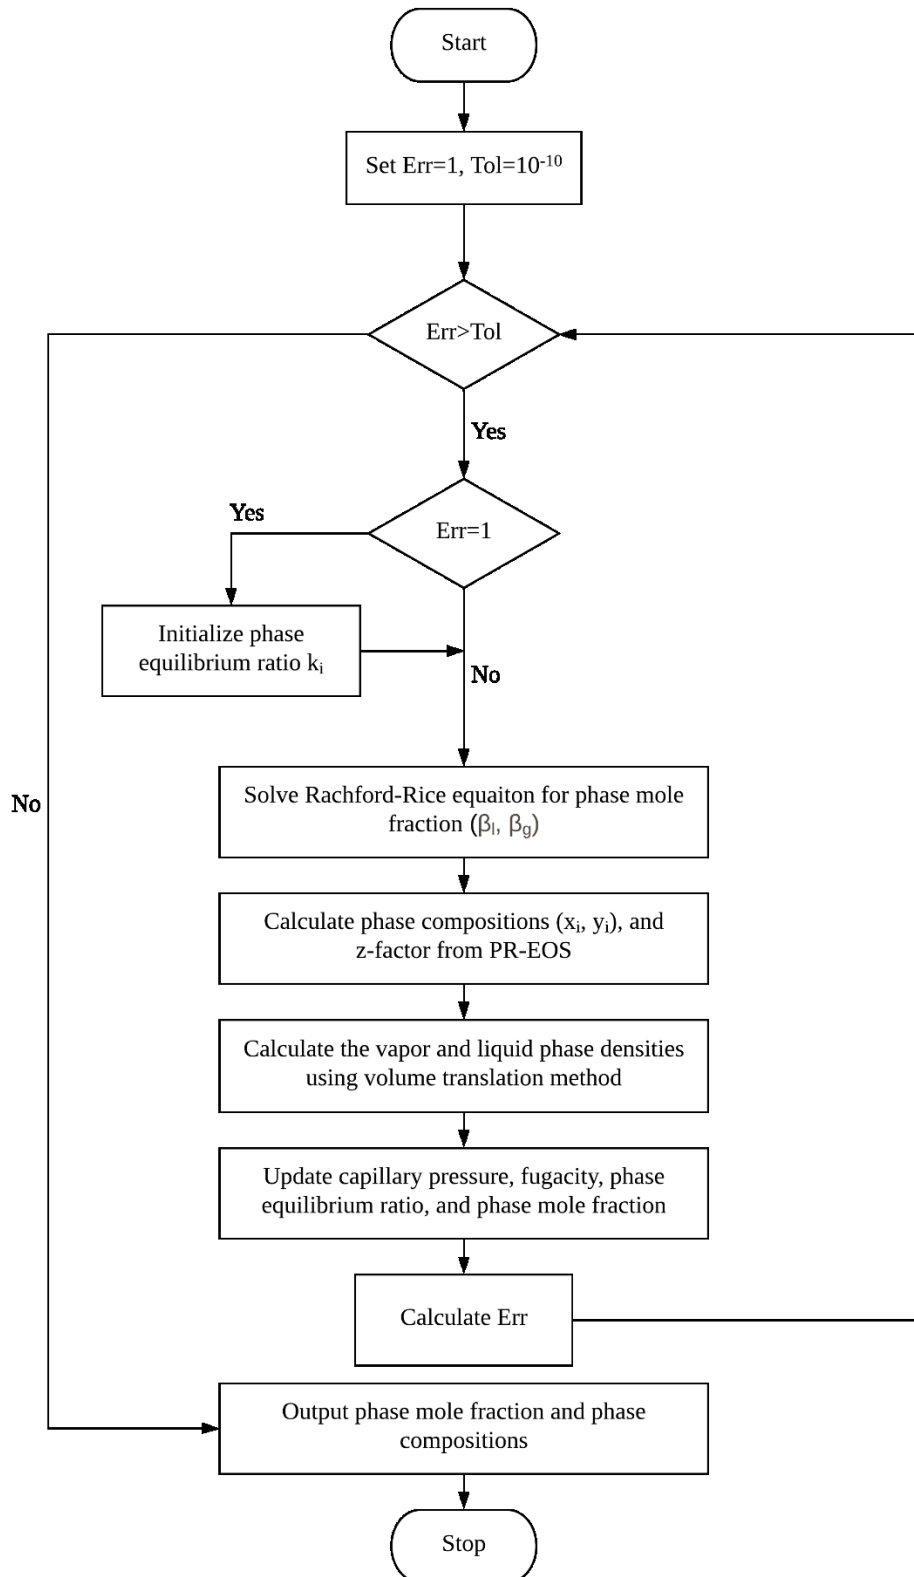 Start
Set Err=1, Tol=10⁻¹⁰
Err>Tol
Yes
Err=1
Yes
Initialize phase
equilibrium ratio kᵢ
No
Solve Rachford-Rice equaiton for phase mole
fraction (βₗ, β_g)
No
Calculate phase compositions (xᵢ, yᵢ), and
z-factor from PR-EOS
Calculate the vapor and liquid phase densities
using volume translation method
Update capillary pressure, fugacity, phase
equilibrium ratio, and phase mole fraction
Calculate Err
Output phase mole fraction and phase
compositions
Stop